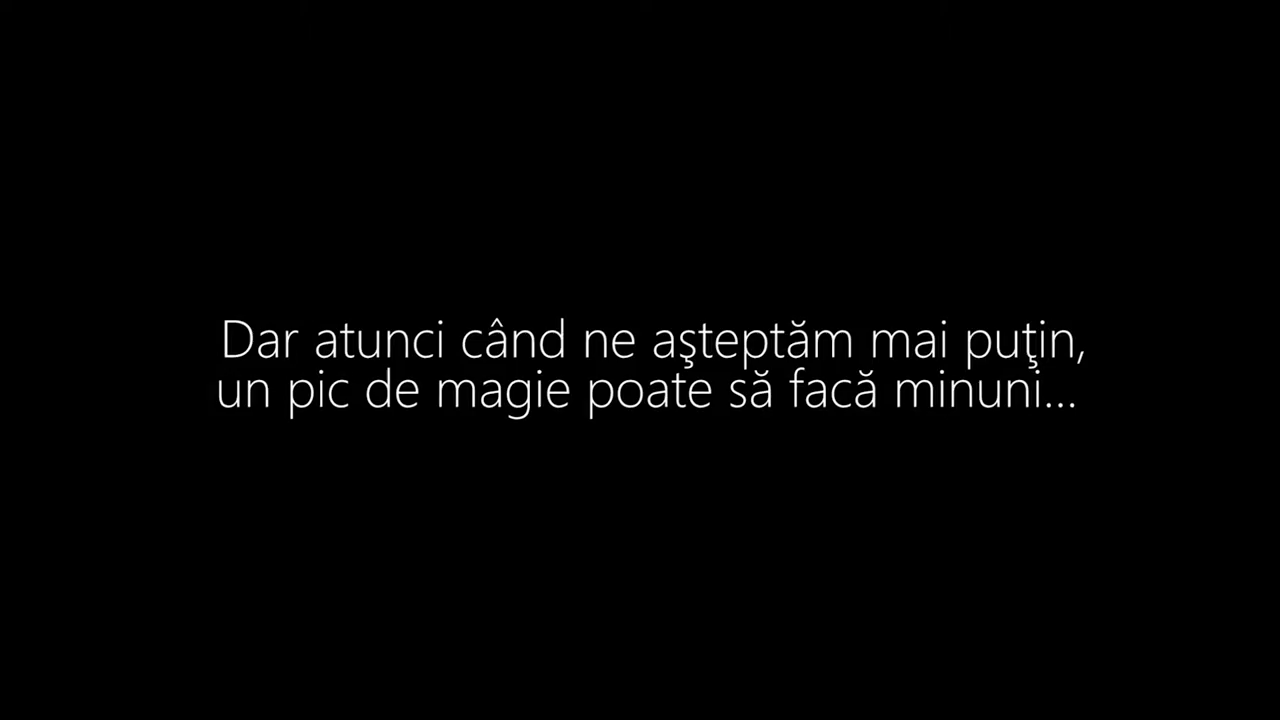 Dar atunci când ne aşteptăm mai puţin,
un pic de magie poate să facă minuni...